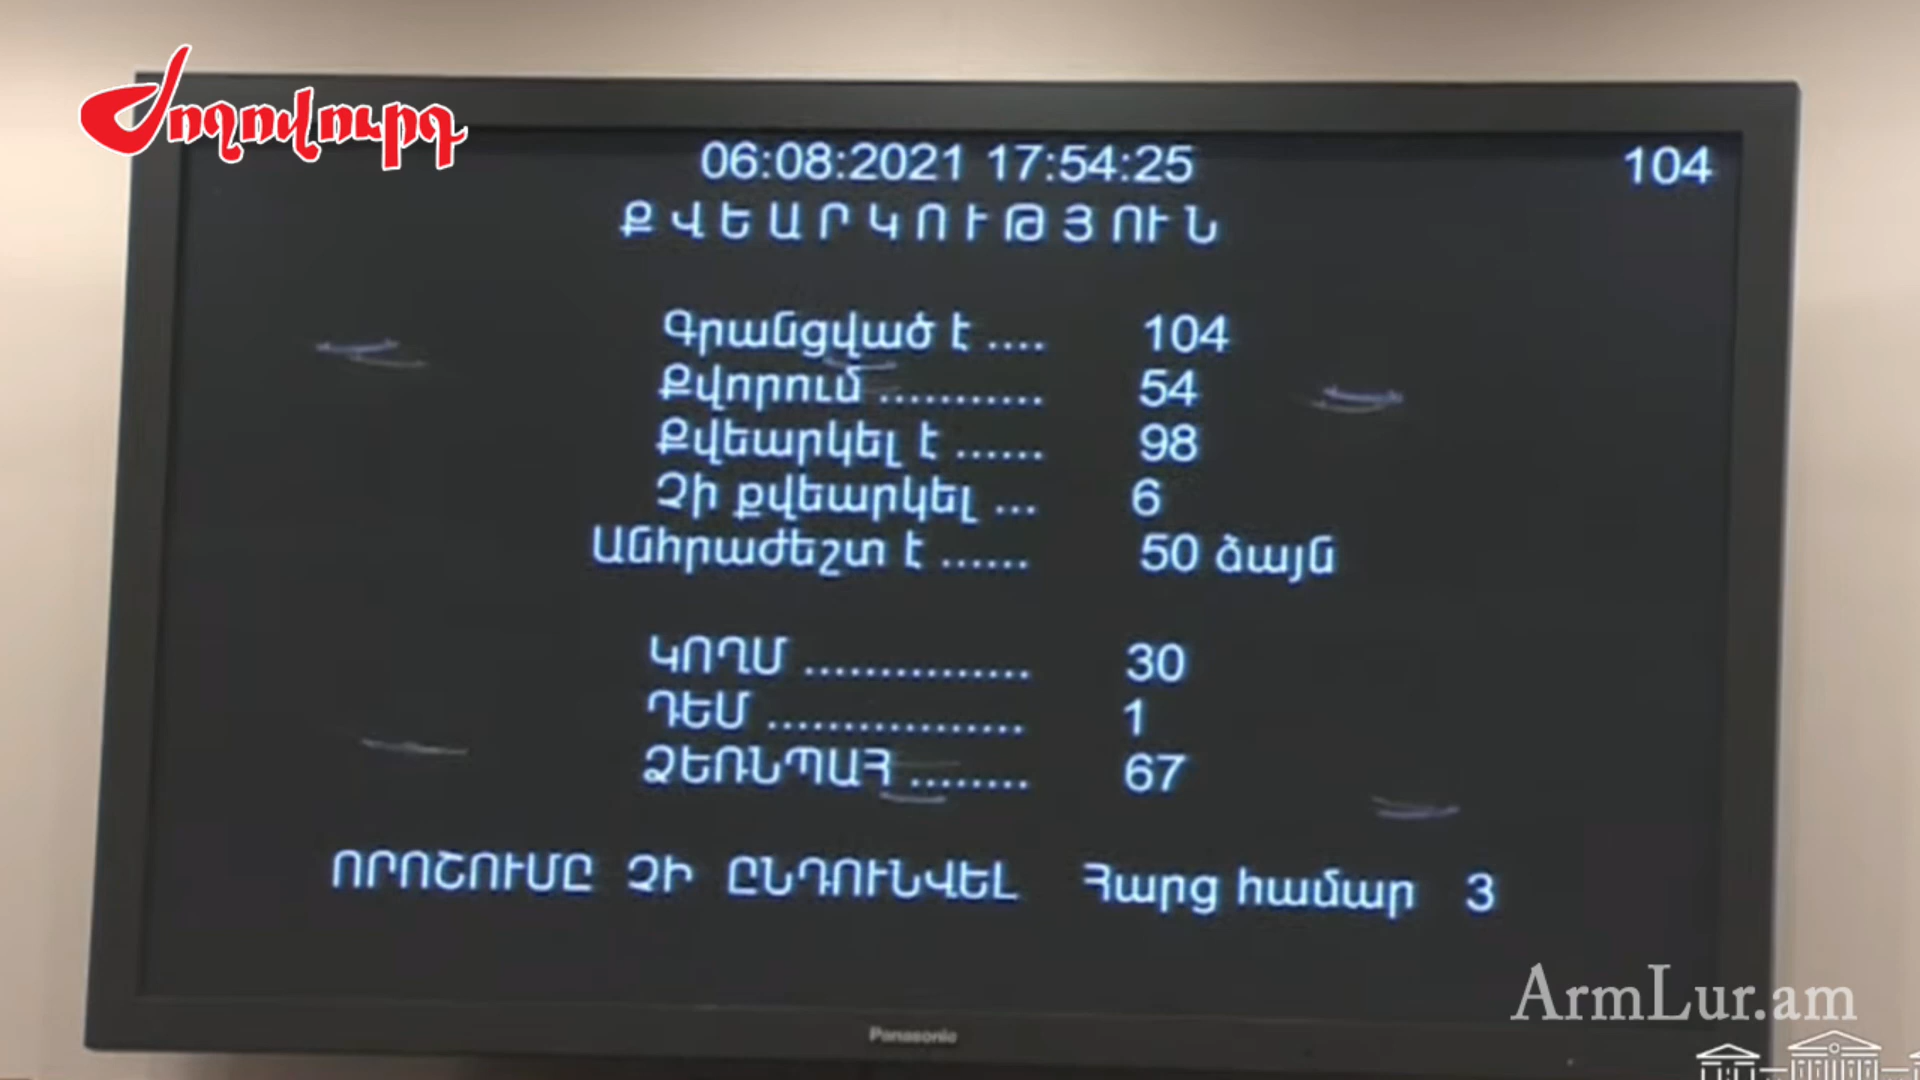 Ժողովուրդ
06:08:2021 17:54:25 104
ՔՎԵԱՐԿՈՒԹՅՈՒՆ
Գրանցված է .... 104
Քվորում ........... 54
Քվեարկել է ...... 98
Չի քվեարկել ... 6
Անհրաժեշտ է ...... 50 ձայն
ԿՈՂՄ ............... 30
ԴԵՄ ................. 1
ՁԵՌՆՊԱՀ ........ 67
ՈՐՈՇՈՒՄԸ ՉԻ ԸՆԴՈՒՆՎԵԼ Հարց համար 3
ArmLur.am
Panasonic